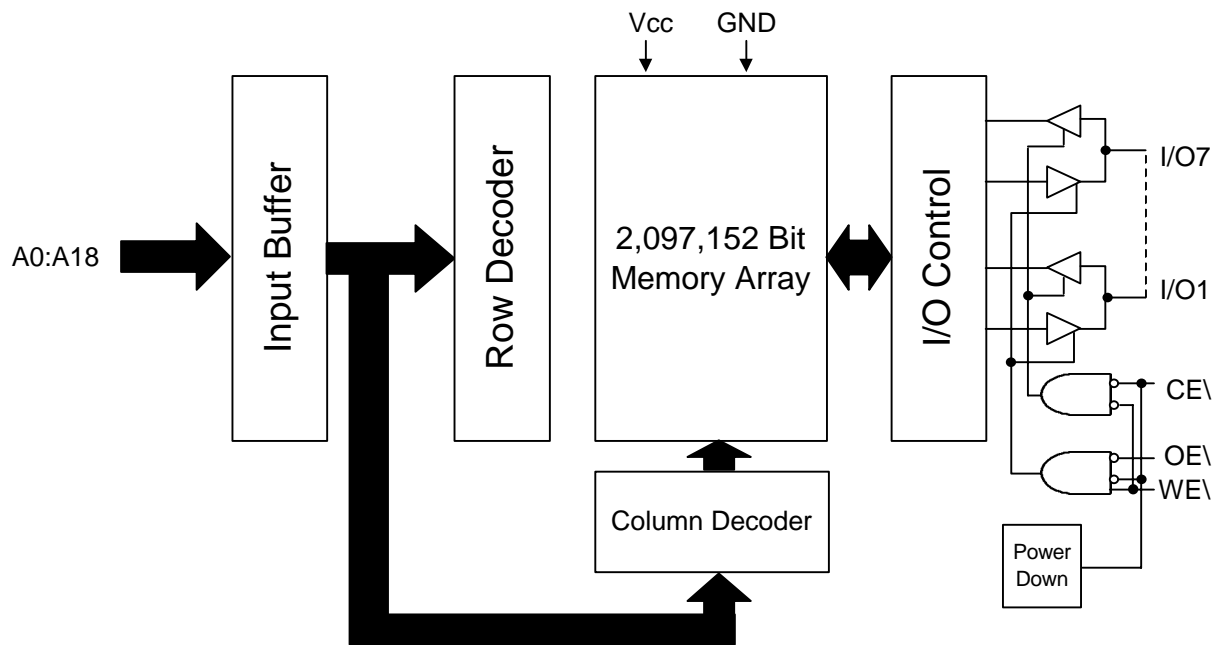 Vcc
GND
A0:A18
Input Buffer
Row Decoder
2,097,152 Bit
Memory Array
I/O Control
I/O7
I/O1
CE\
OE\
WE\
Column Decoder
Power
Down